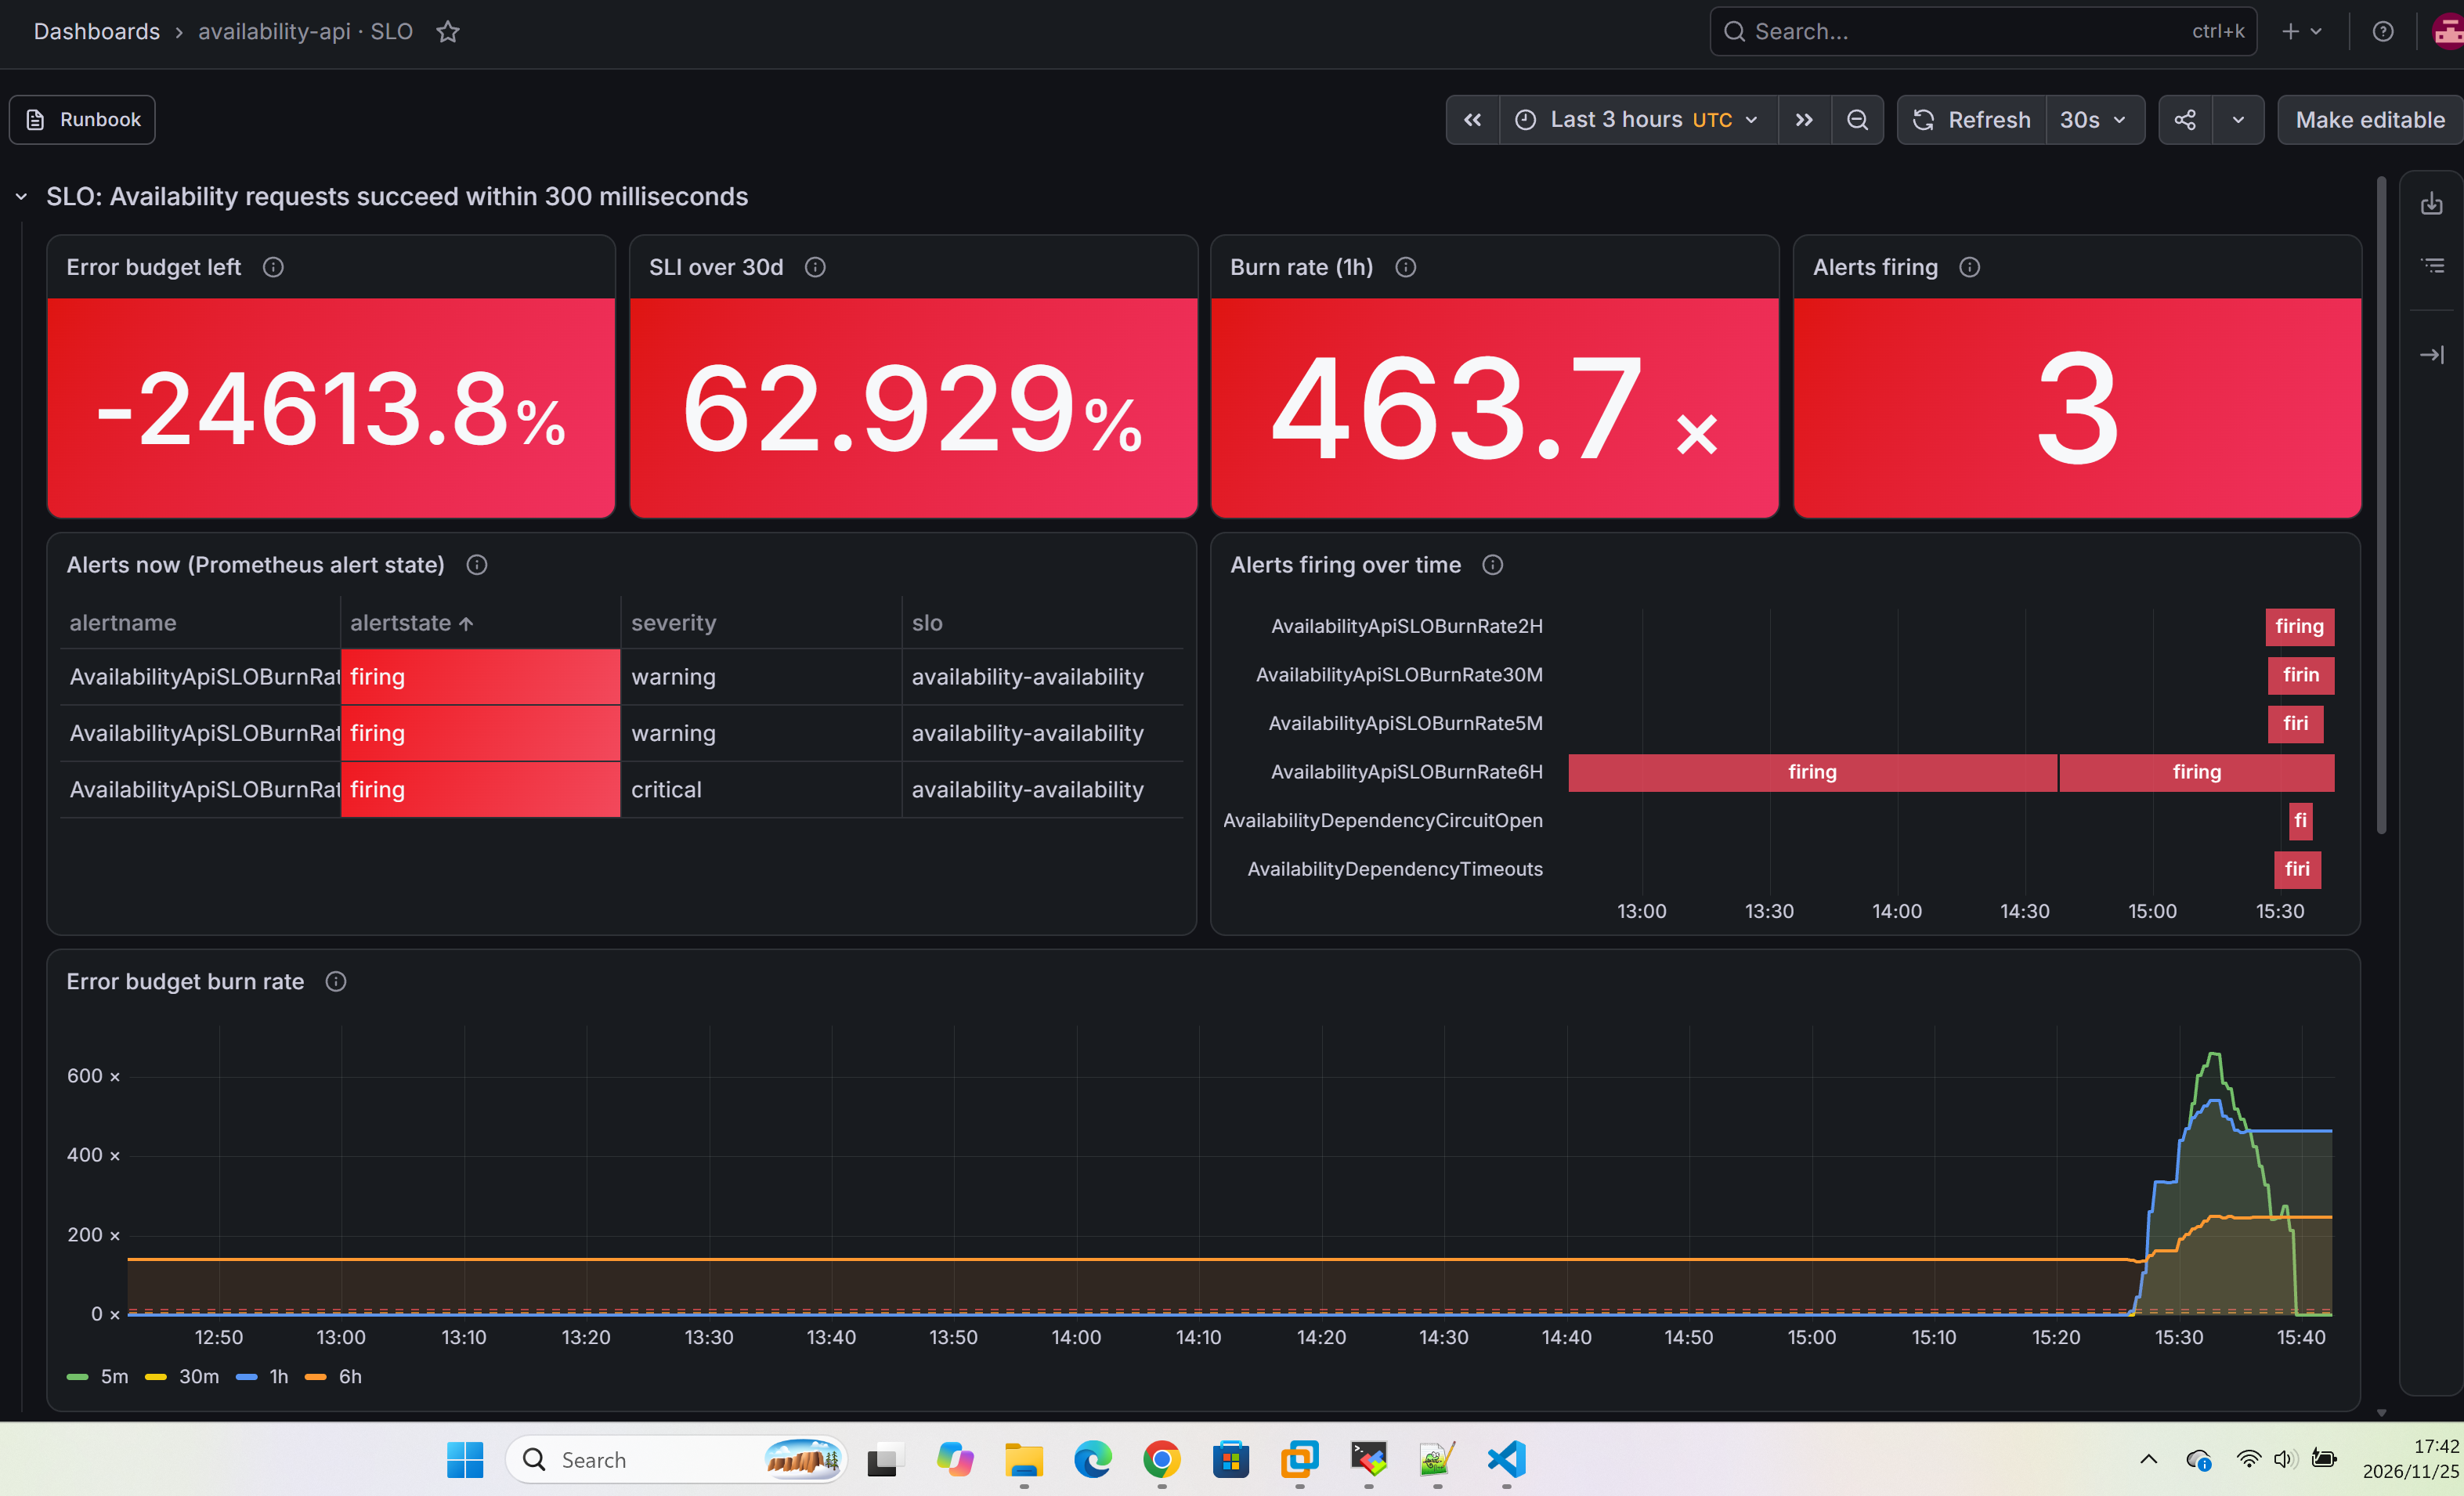 Dashboards › availability-api · SLO
Search... ctrl+k
Runbook
Last 3 hours UTC
Refresh 30s
Make editable
SLO: Availability requests succeed within 300 milliseconds
Error budget left
-24613.8%
SLI over 30d
62.929%
Burn rate (1h)
463.7 ×
Alerts firing
3
Alerts now (Prometheus alert state)
alertname alertstate severity slo
AvailabilityApiSLOBurnRat firing warning availability-availability
AvailabilityApiSLOBurnRat firing warning availability-availability
AvailabilityApiSLOBurnRat firing critical availability-availability
Alerts firing over time
AvailabilityApiSLOBurnRate2H firing
AvailabilityApiSLOBurnRate30M firin
AvailabilityApiSLOBurnRate5M firi
AvailabilityApiSLOBurnRate6H firing firing
AvailabilityDependencyCircuitOpen fi
AvailabilityDependencyTimeouts firi
13:00 13:30 14:00 14:30 15:00 15:30
Error budget burn rate
600 ×
400 ×
200 ×
0 ×
12:50 13:00 13:10 13:20 13:30 13:40 13:50 14:00 14:10 14:20 14:30 14:40 14:50 15:00 15:10 15:20 15:30 15:40
5m 30m 1h 6h
Search
17:42
2026/11/25